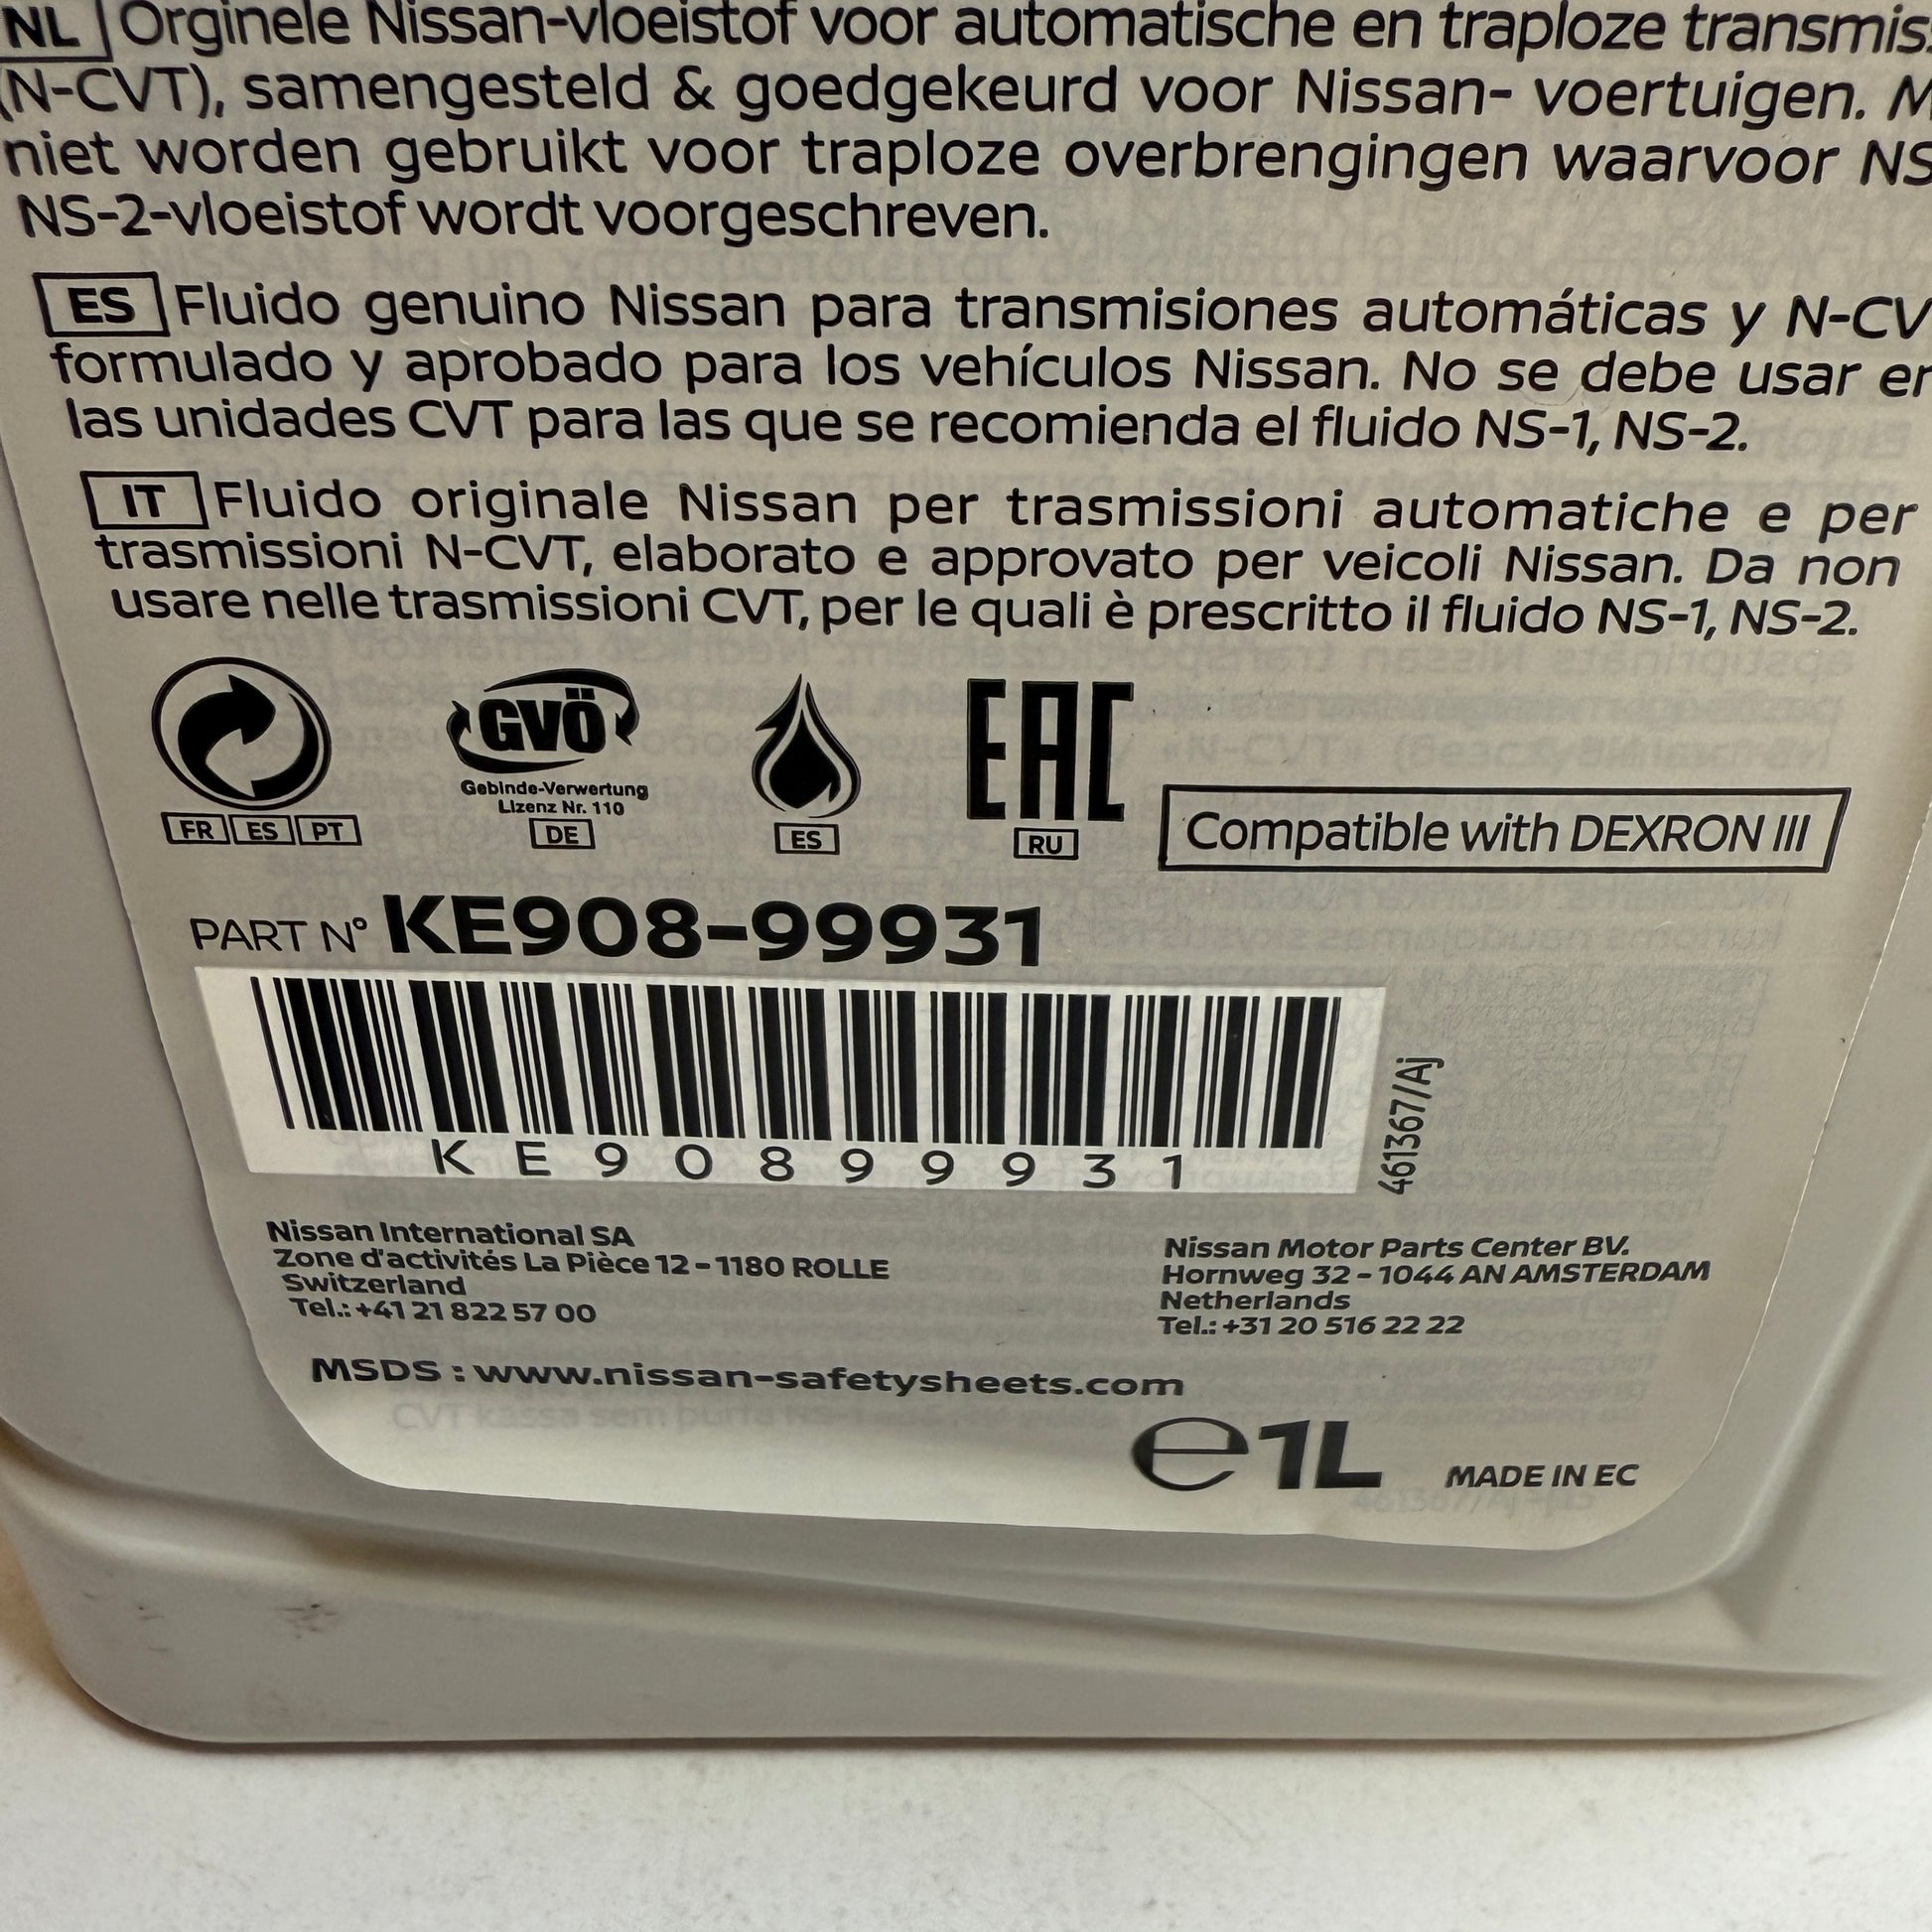 NL Orginele Nissan-vloeistof voor automatische en traploze
(N-CVT), samengesteld & goedgekeurd voor Nissan- voertuigen.
niet worden gebruikt voor traploze overbrengingen waarvoor
NS-2-vloeistof wordt voorgeschreven.
ES Fluido genuino Nissan para transmisiones automáticas y N-CV
formulado y aprobado para los vehículos Nissan. No se debe usar en
las unidades CVT para las que se recomienda el fluido NS-1, NS-2.
IT Fluido originale Nissan per trasmissioni automatiche e per
trasmissioni N-CVT, elaborato e approvato per veicoli Nissan. Da non
usare nelle trasmissioni CVT, per le quali è prescritto il fluido NS-1, NS-2.
GVÖ
Gebinde-Verwertung
Lizenz Nr. 110
EAC
FR ES PT
DE
ES
RU
Compatible with DEXRON III
PART N° KE908-99931
KE90899931
461367/Aj
Nissan International SA
Zone d'activités La Pièce 12 - 1180 ROLLE
Switzerland
Tel.: +41 21 822 57 00
Nissan Motor Parts Center BV.
Hornweg 32 - 1044 AN AMSTERDAM
Netherlands
Tel.: +31 20 516 22 22
MSDS : www.nissan-safetysheets.com
e 1L
MADE IN EC